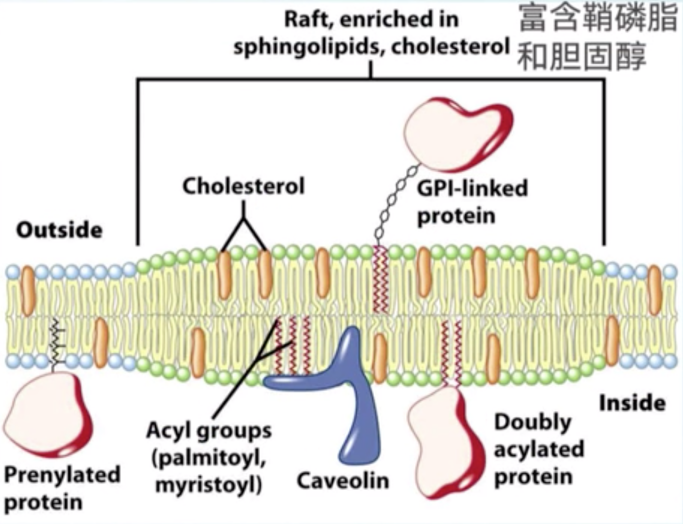 Raft, enriched in
sphingolipids, cholesterol
富含鞘磷脂
和胆固醇
Cholesterol
GPI-linked
protein
Outside
Inside
Acyl groups
(palmitoyl,
myristoyl)
Caveolin
Doubly
acylated
protein
Prenylated
protein